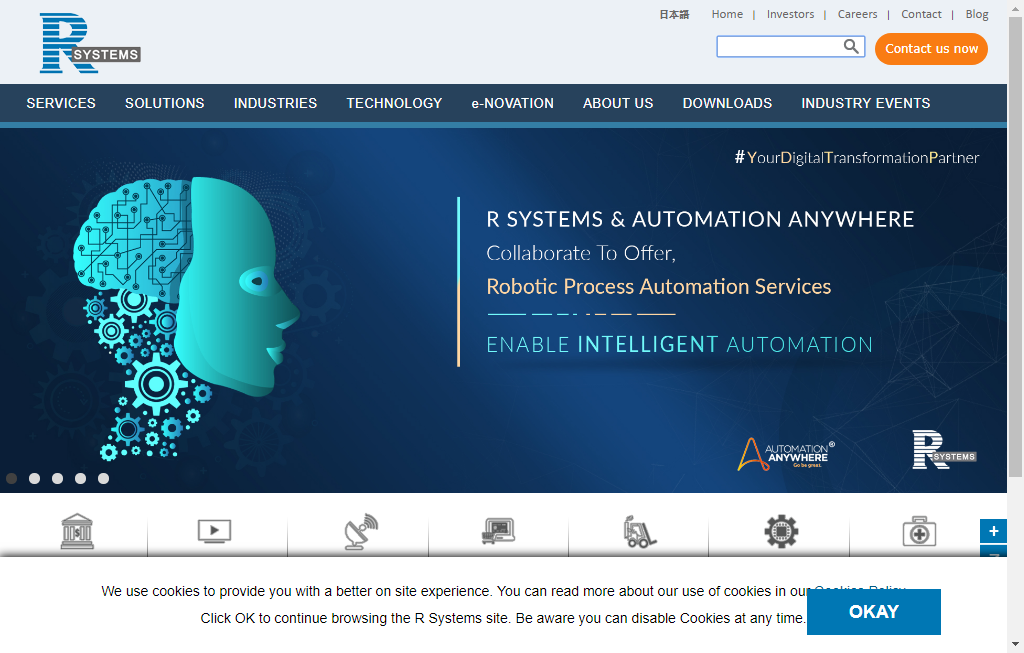 R SYSTEMS
日本語 Home | Investors | Careers | Contact | Blog
Contact us now
SERVICES SOLUTIONS INDUSTRIES TECHNOLOGY e-NOVATION ABOUT US DOWNLOADS INDUSTRY EVENTS
#YourDigitalTransformationPartner
R SYSTEMS & AUTOMATION ANYWHERE
Collaborate To Offer,
Robotic Process Automation Services
ENABLE INTELLIGENT AUTOMATION
AUTOMATION®
ANYWHERE
Go be great.
R SYSTEMS
+
We use cookies to provide you with a better on site experience. You can read more about our use of cookies in our Cookies Policy.
Click OK to continue browsing the R Systems site. Be aware you can disable Cookies at any time.
OKAY